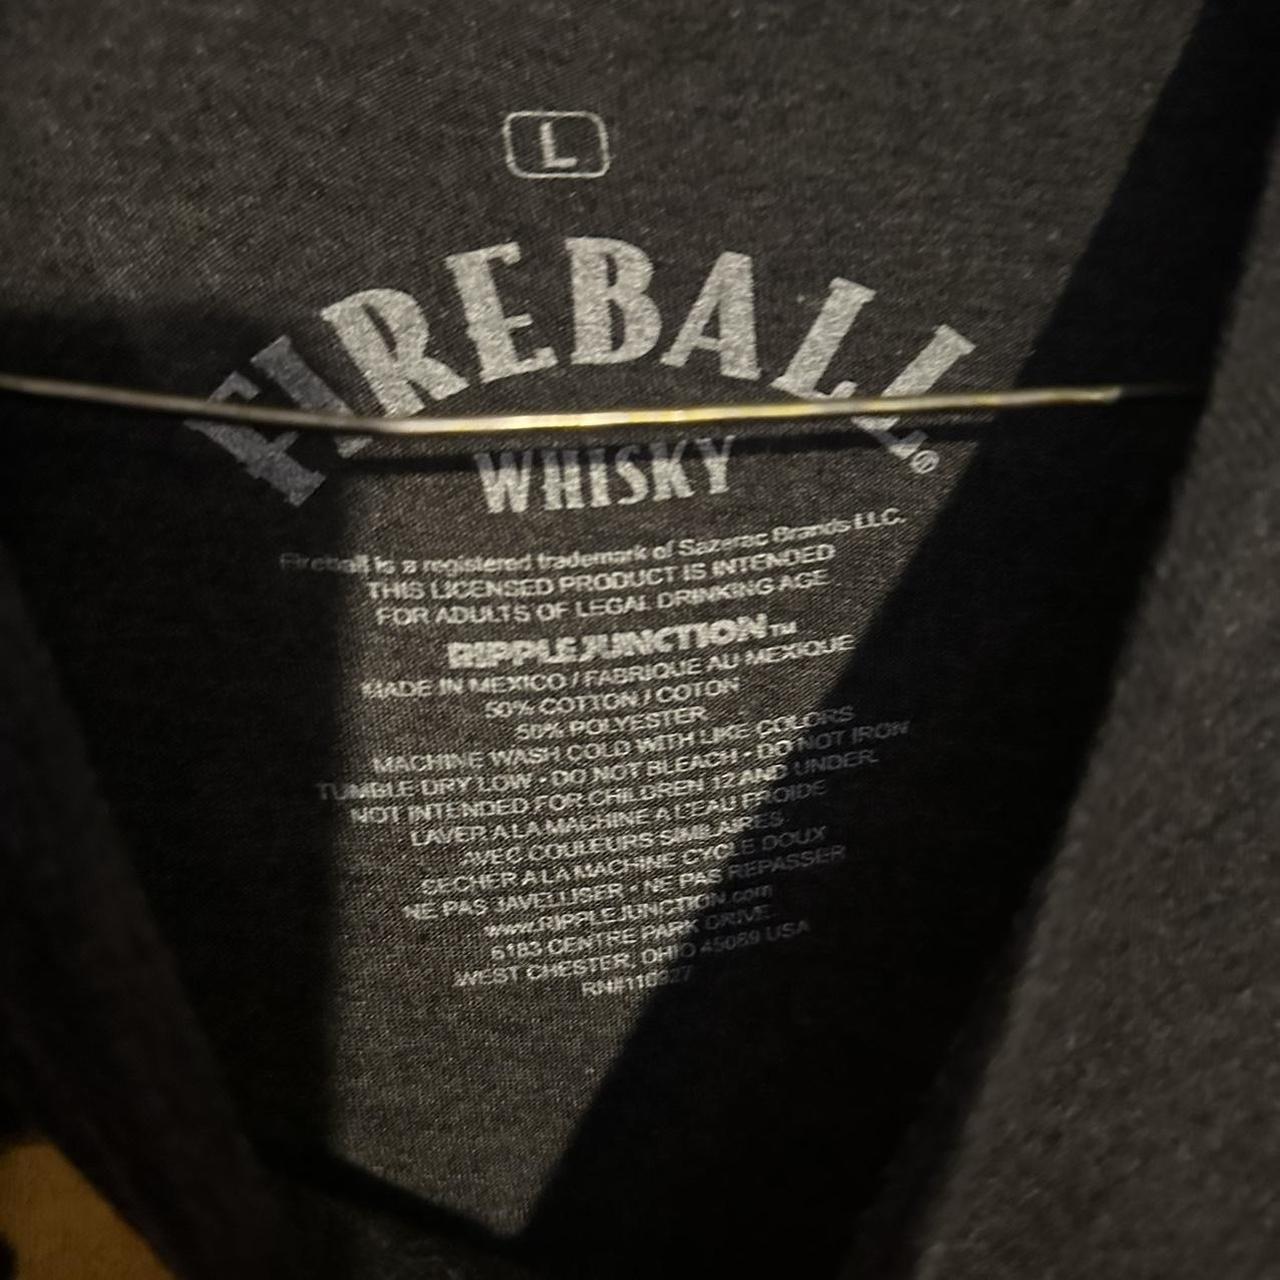 L
FIREBALL®
WHISKY
Fireball is a registered trademark of Sazerac Brands LLC.
THIS LICENSED PRODUCT IS INTENDED
FOR ADULTS OF LEGAL DRINKING AGE
RIPPLE JUNCTION™
MADE IN MEXICO / FABRIQUE AU MEXIQUE
50% COTTON / COTON
50% POLYESTER
MACHINE WASH COLD WITH LIKE COLORS
TUMBLE DRY LOW • DO NOT BLEACH • DO NOT IRON
NOT INTENDED FOR CHILDREN 12 AND UNDER.
LAVER A LA MACHINE A L'EAU FROIDE
AVEC COULEURS SIMILAIRES.
SECHER A LA MACHINE CYCLE DOUX
NE PAS JAVELLISER • NE PAS REPASSER
www.RIPPLEJUNCTION.com
6183 CENTRE PARK DRIVE.
WEST CHESTER, OHIO 45069 USA